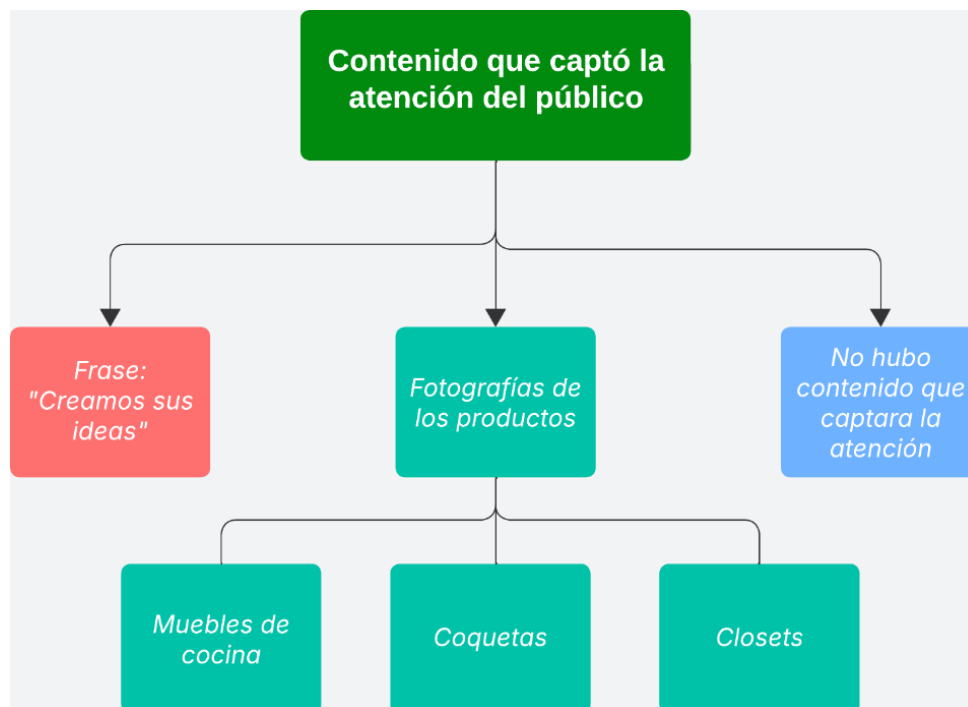 Contenido que captó la
atención del público
Frase:
"Creamos sus
ideas"
Fotografías de
los productos
No hubo
contenido que
captara la
atención
Muebles de
cocina
Coquetas
Closets